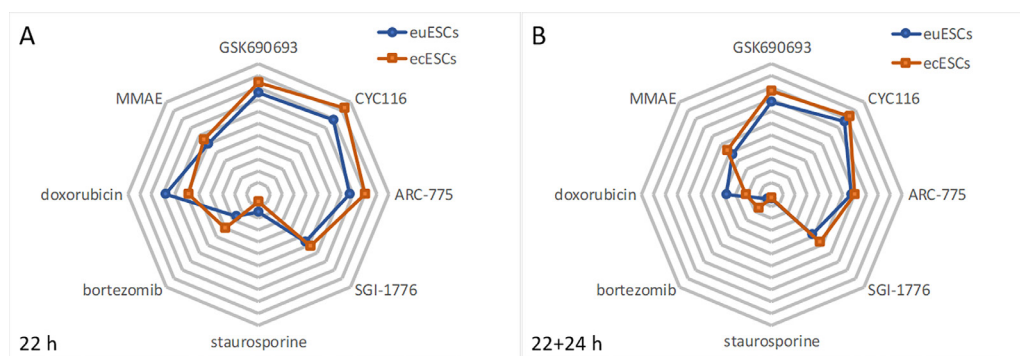 A
euESCs
ecESCs
GSK690693
MMAE
CYC116
doxorubicin
ARC-775
bortezomib
SGI-1776
staurosporine
22 h
B
euESCs
ecESCs
GSK690693
MMAE
CYC116
doxorubicin
ARC-775
bortezomib
SGI-1776
staurosporine
22+24 h